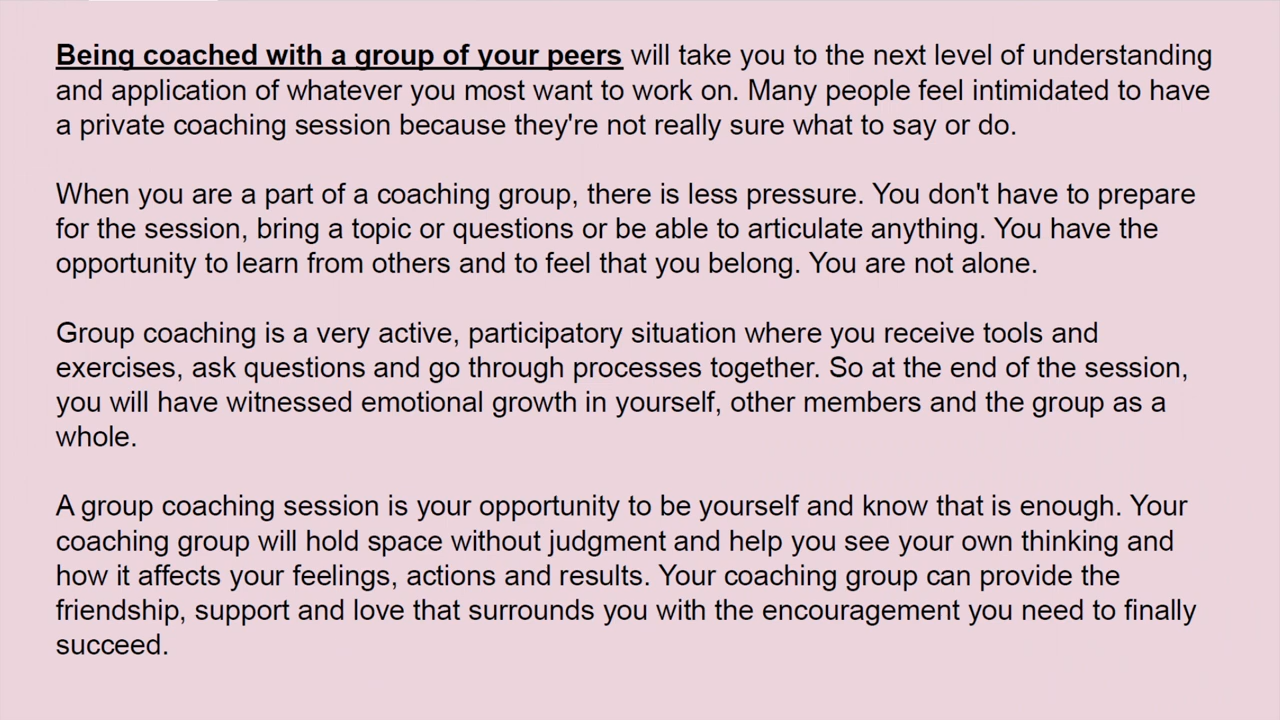 Being coached with a group of your peers will take you to the next level of understanding
and application of whatever you most want to work on. Many people feel intimidated to have
a private coaching session because they're not really sure what to say or do.
When you are a part of a coaching group, there is less pressure. You don't have to prepare
for the session, bring a topic or questions or be able to articulate anything. You have the
opportunity to learn from others and to feel that you belong. You are not alone.
Group coaching is a very active, participatory situation where you receive tools and
exercises, ask questions and go through processes together. So at the end of the session,
you will have witnessed emotional growth in yourself, other members and the group as a
whole.
A group coaching session is your opportunity to be yourself and know that is enough. Your
coaching group will hold space without judgment and help you see your own thinking and
how it affects your feelings, actions and results. Your coaching group can provide the
friendship, support and love that surrounds you with the encouragement you need to finally
succeed.